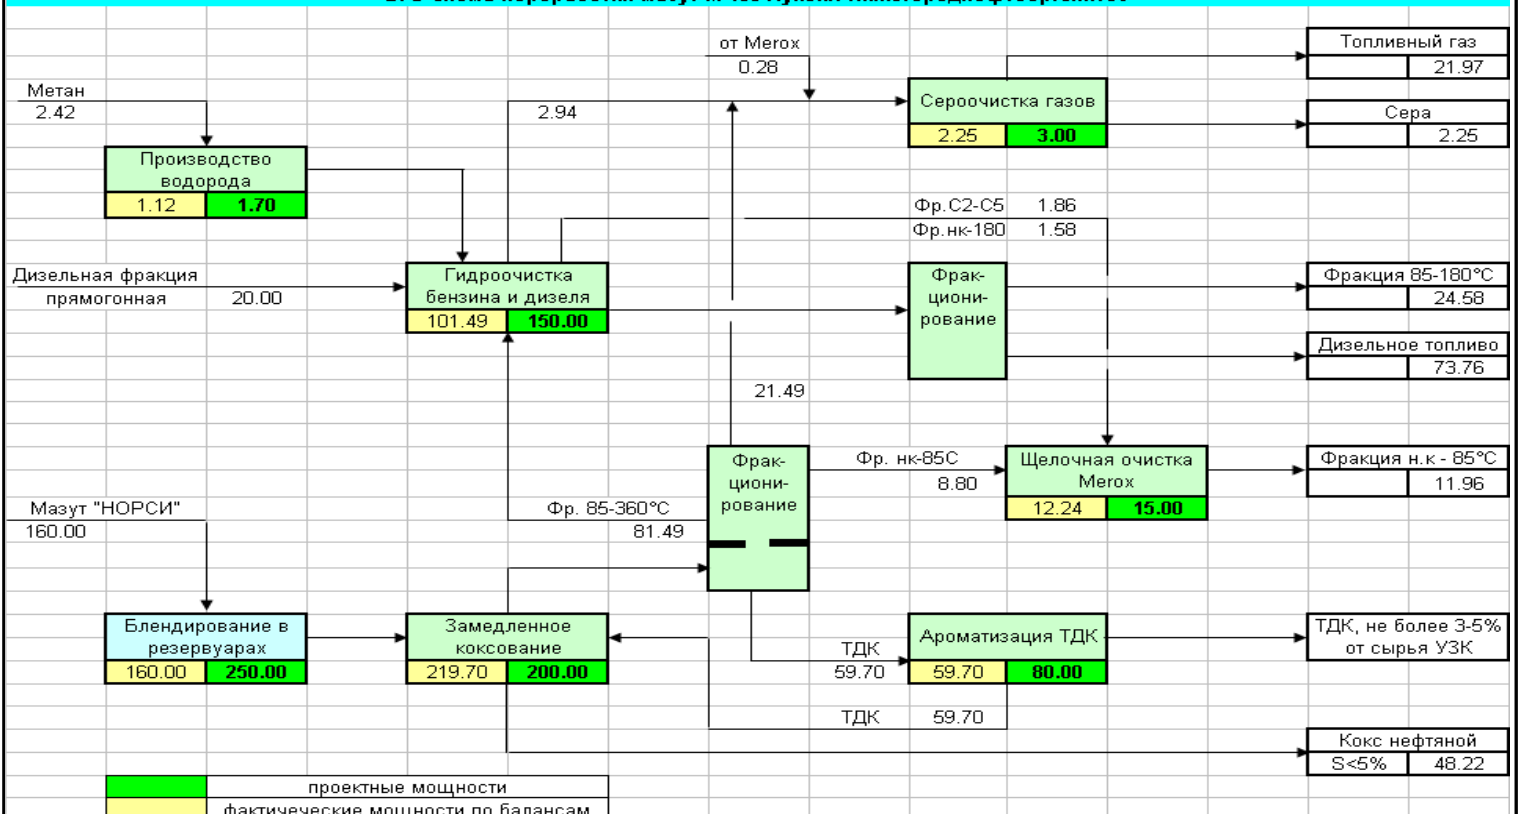 от Merox
0.28
Топливный газ
21.97
Метан
2.42
2.94
Сероочистка газов
2.25 3.00
Сера
2.25
Производство
водорода
1.12 1.70
Фр.С2-С5 1.86
Фр.нк-180 1.58
Дизельная фракция
прямогонная 20.00
Гидроочистка
бензина и дизеля
101.49 150.00
Фрак-
циони-
рование
Фракция 85-180°С
24.58
Дизельное топливо
73.76
21.49
Фрак-
циони-
рование
Фр. нк-85С
8.80
Щелочная очистка
Merox
12.24 15.00
Фракция н.к - 85°С
11.96
Мазут "НОРСИ"
160.00
Фр. 85-360°С
81.49
Блендирование в
резервуарах
160.00 250.00
Замедленное
коксование
219.70 200.00
ТДК
59.70
Ароматизация ТДК
59.70 80.00
ТДК, не более 3-5%
от сырья УЗК
ТДК 59.70
Кокс нефтяной
S<5% 48.22
проектные мощности
фактичеческие мощности по балансам